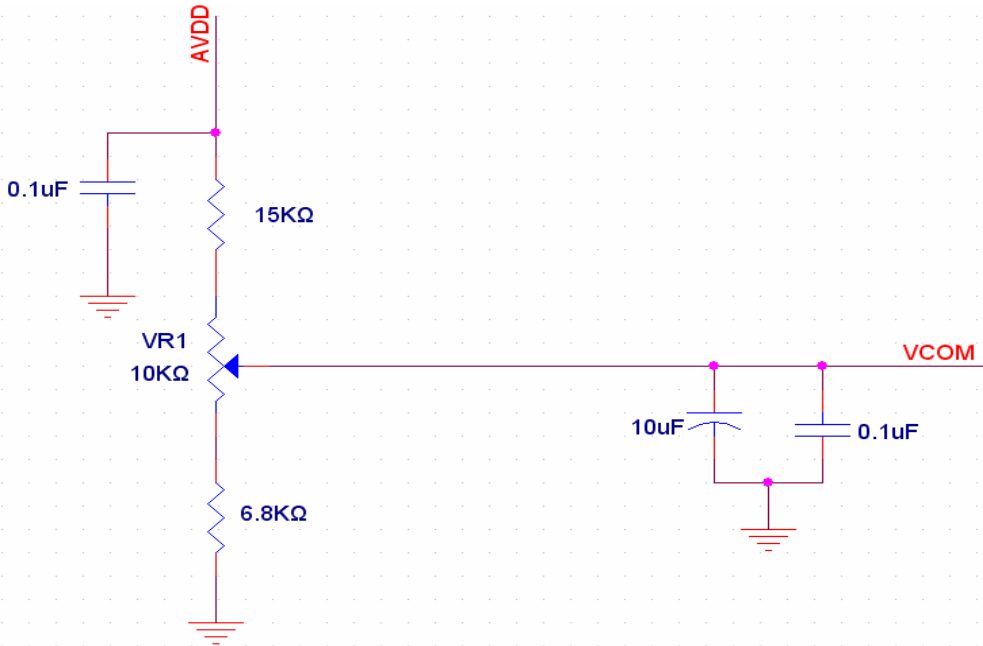 AVDD
0.1uF
15KΩ
VR1
10KΩ
VCOM
10uF
0.1uF
6.8KΩ